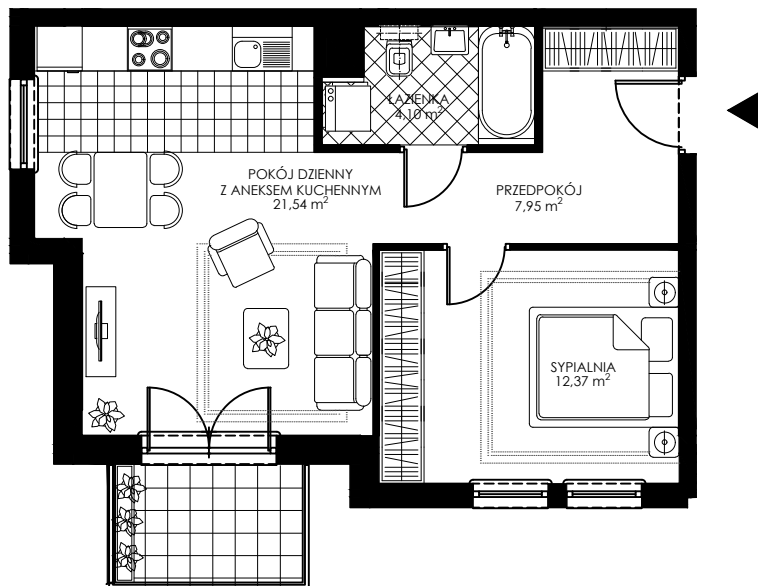 ŁAZIENKA
4,10 m²
POKÓJ DZIENNY
Z ANEKSEM KUCHENNYM
21,54 m²
PRZEDPOKÓJ
7,95 m²
SYPIALNIA
12,37 m²